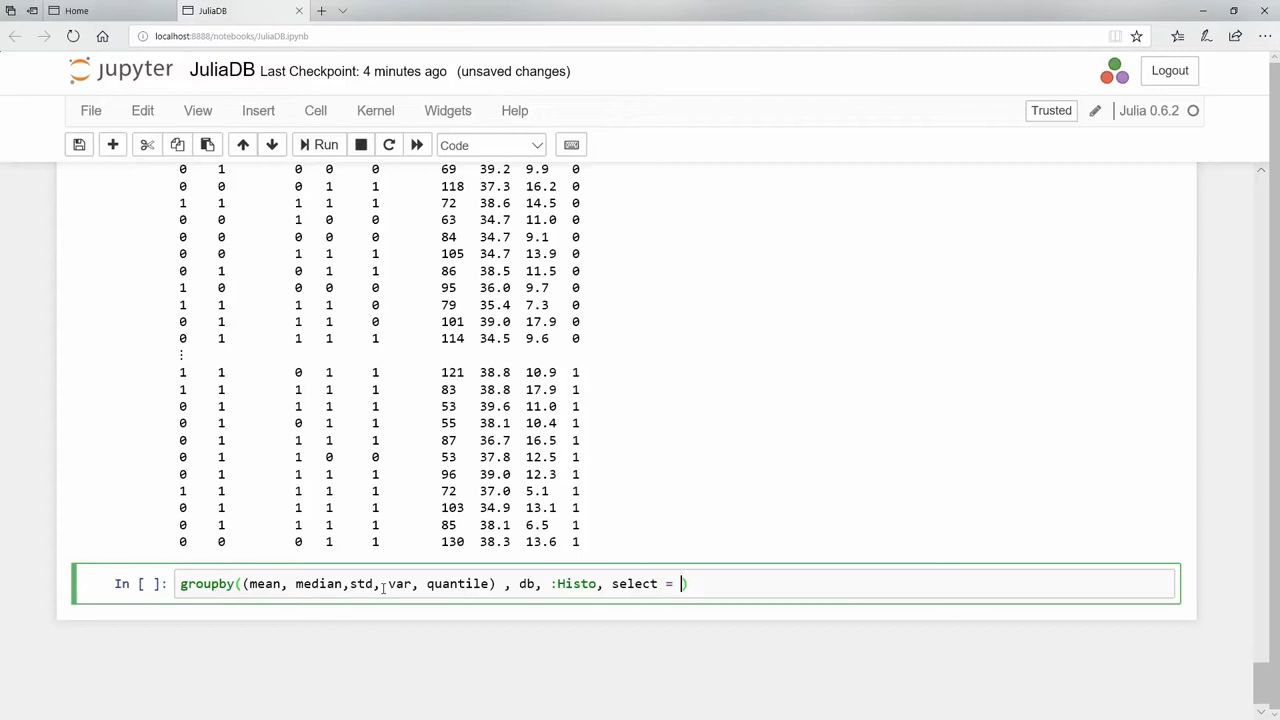 Home
JuliaDB
localhost:8888/notebooks/JuliaDB.ipynb
jupyter JuliaDB Last Checkpoint: 4 minutes ago (unsaved changes)
Logout
File Edit View Insert Cell Kernel Widgets Help
Trusted Julia 0.6.2
Run Code
0 1 0 0 0 69 39.2 9.9 0
0 0 0 1 1 118 37.3 16.2 0
1 1 1 1 1 72 38.6 14.5 0
0 0 1 0 0 63 34.7 11.0 0
0 0 0 0 0 84 34.7 9.1 0
0 0 1 1 1 105 34.7 13.9 0
0 1 0 1 1 86 38.5 11.5 0
1 0 0 0 0 95 36.0 9.7 0
1 1 1 1 0 79 35.4 7.3 0
0 1 1 1 0 101 39.0 17.9 0
0 1 1 1 1 114 34.5 9.6 0
⋮
1 1 0 1 1 121 38.8 10.9 1
1 1 1 1 1 83 38.8 17.9 1
0 1 1 1 1 53 39.6 11.0 1
0 1 0 1 1 55 38.1 10.4 1
0 1 1 1 1 87 36.7 16.5 1
0 1 1 0 0 53 37.8 12.5 1
0 1 1 1 1 96 39.0 12.3 1
1 1 1 1 1 72 37.0 5.1 1
0 1 1 1 1 103 34.9 13.1 1
0 1 1 1 1 85 38.1 6.5 1
0 0 0 1 1 130 38.3 13.6 1
In [ ]: groupby((mean, median,std, var, quantile) , db, :Histo, select = )